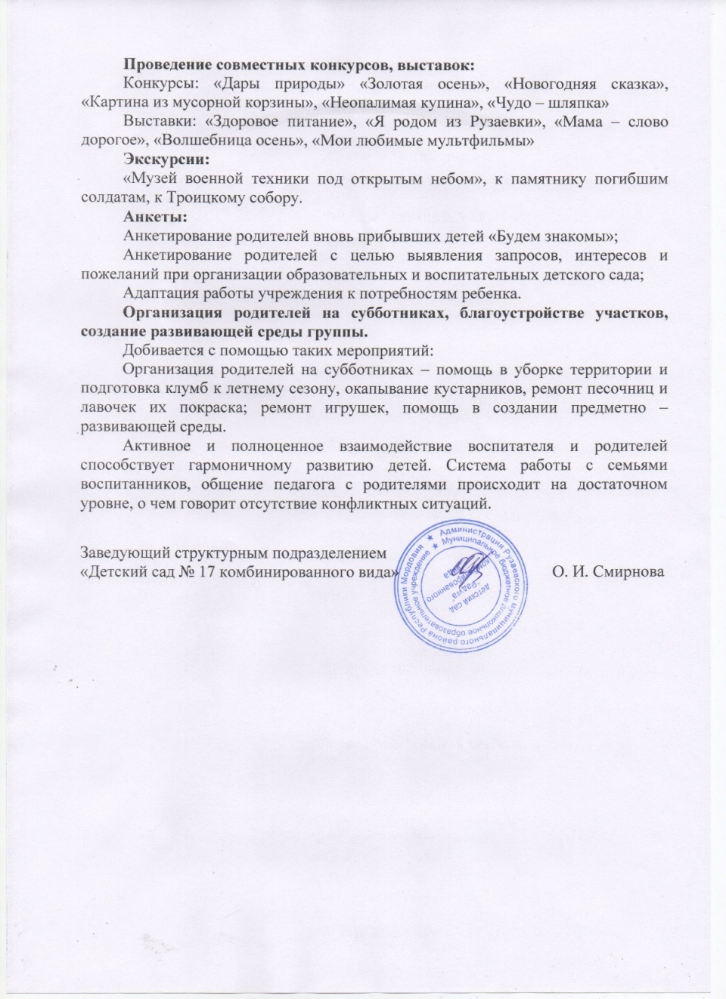 Проведение совместных конкурсов, выставок:
Конкурсы: «Дары природы» «Золотая осень», «Новогодняя сказка»,
«Картина из мусорной корзины», «Неопалимая купина», «Чудо – шляпка»
Выставки: «Здоровое питание», «Я родом из Рузаевки», «Мама – слово
дорогое», «Волшебница осень», «Мои любимые мультфильмы»
Экскурсии:
«Музей военной техники под открытым небом», к памятнику погибшим
солдатам, к Троицкому собору.
Анкеты:
Анкетирование родителей вновь прибывших детей «Будем знакомы»;
Анкетирование родителей с целью выявления запросов, интересов и
пожеланий при организации образовательных и воспитательных детского сада;
Адаптация работы учреждения к потребностям ребенка.
Организация родителей на субботниках, благоустройстве участков,
создание развивающей среды группы.
Добивается с помощью таких мероприятий:
Организация родителей на субботниках – помощь в уборке территории и
подготовка клумб к летнему сезону, окапывание кустарников, ремонт песочниц и
лавочек их покраска; ремонт игрушек, помощь в создании предметно –
развивающей среды.
Активное и полноценное взаимодействие воспитателя и родителей
способствует гармоничному развитию детей. Система работы с семьями
воспитанников, общение педагога с родителями происходит на достаточном
уровне, о чем говорит отсутствие конфликтных ситуаций.
Заведующий структурным подразделением
«Детский сад № 17 комбинированного вида» О. И. Смирнова
★ Администрация Рузаевского муниципального района Республики Мордовия
★ Муниципальное бюджетное дошкольное образовательное учреждение
детский сад
"Радуга"
комбинированного
вида